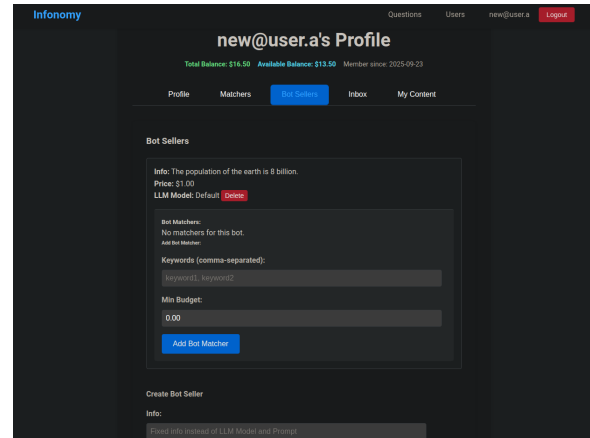 Infonomy
Questions Users new@user.a Logout
new@user.a's Profile
Total Balance: $16.50 Available Balance: $13.50 Member since: 2025-09-23
Profile Matchers Bot Sellers Inbox My Content
Bot Sellers
Info: The population of the earth is 8 billion.
Price: $1.00
LLM Model: Default Delete
Bot Matchers:
No matchers for this bot.
Add Bot Matcher:
Keywords (comma-separated):
keyword1, keyword2
Min Budget:
0.00
Add Bot Matcher
Create Bot Seller
Info:
Fixed info instead of LLM Model and Prompt